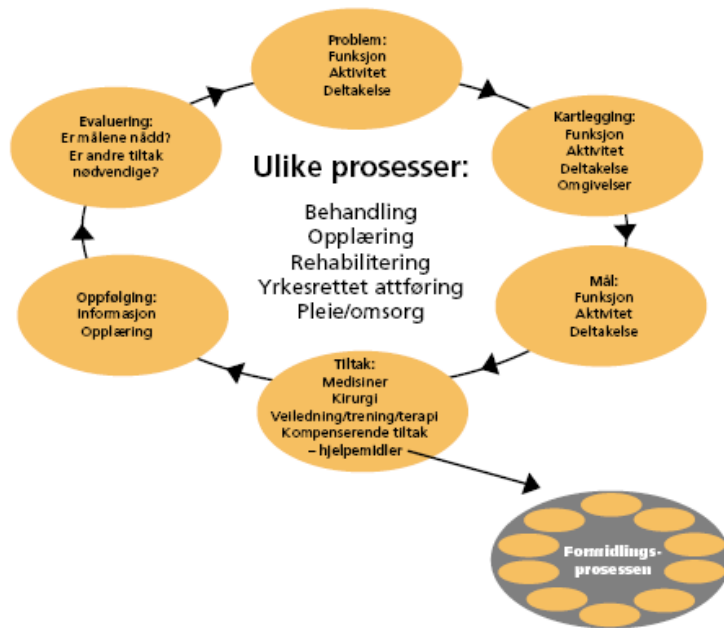 Problem:
Funksjon
Aktivitet
Deltakelse
Kartlegging:
Funksjon
Aktivitet
Deltakelse
Omgivelser
Mål:
Funksjon
Aktivitet
Deltakelse
Tiltak:
Medisiner
Kirurgi
Veiledning/trening/terapi
Kompenserende tiltak
– hjelpemidler
Oppfølging:
Informasjon
Opplæring
Evaluering:
Er målene nådd?
Er andre tiltak
nødvendige?
Ulike prosesser:
Behandling
Opplæring
Rehabilitering
Yrkesrettet attføring
Pleie/omsorg
Formidlings-
prosessen